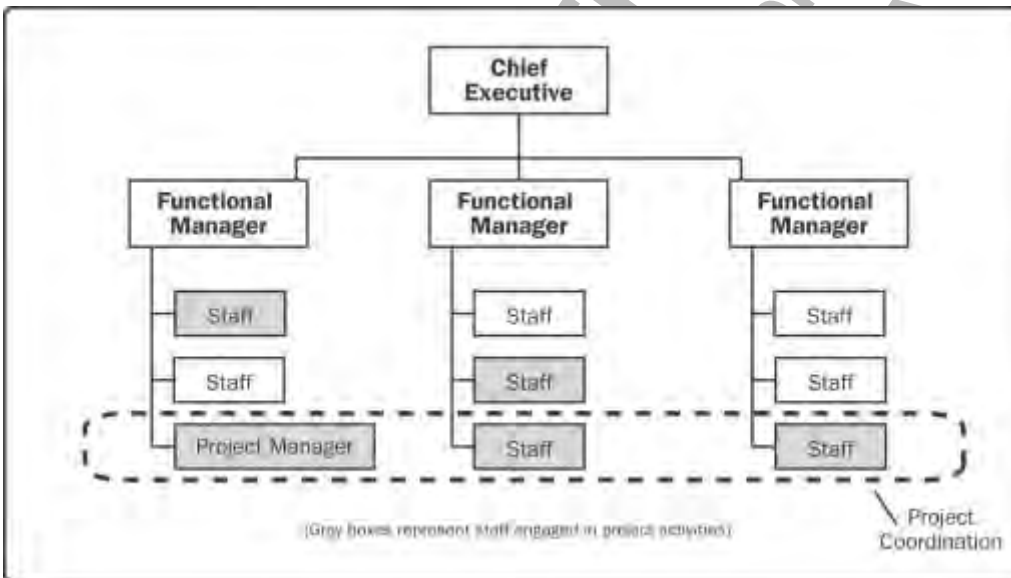 Chief
Executive
Functional
Manager
Functional
Manager
Functional
Manager
Staff
Staff
Staff
Staff
Staff
Staff
Project Manager
Staff
Staff
(Gray boxes represent staff engaged in project activities)
Project
Coordination